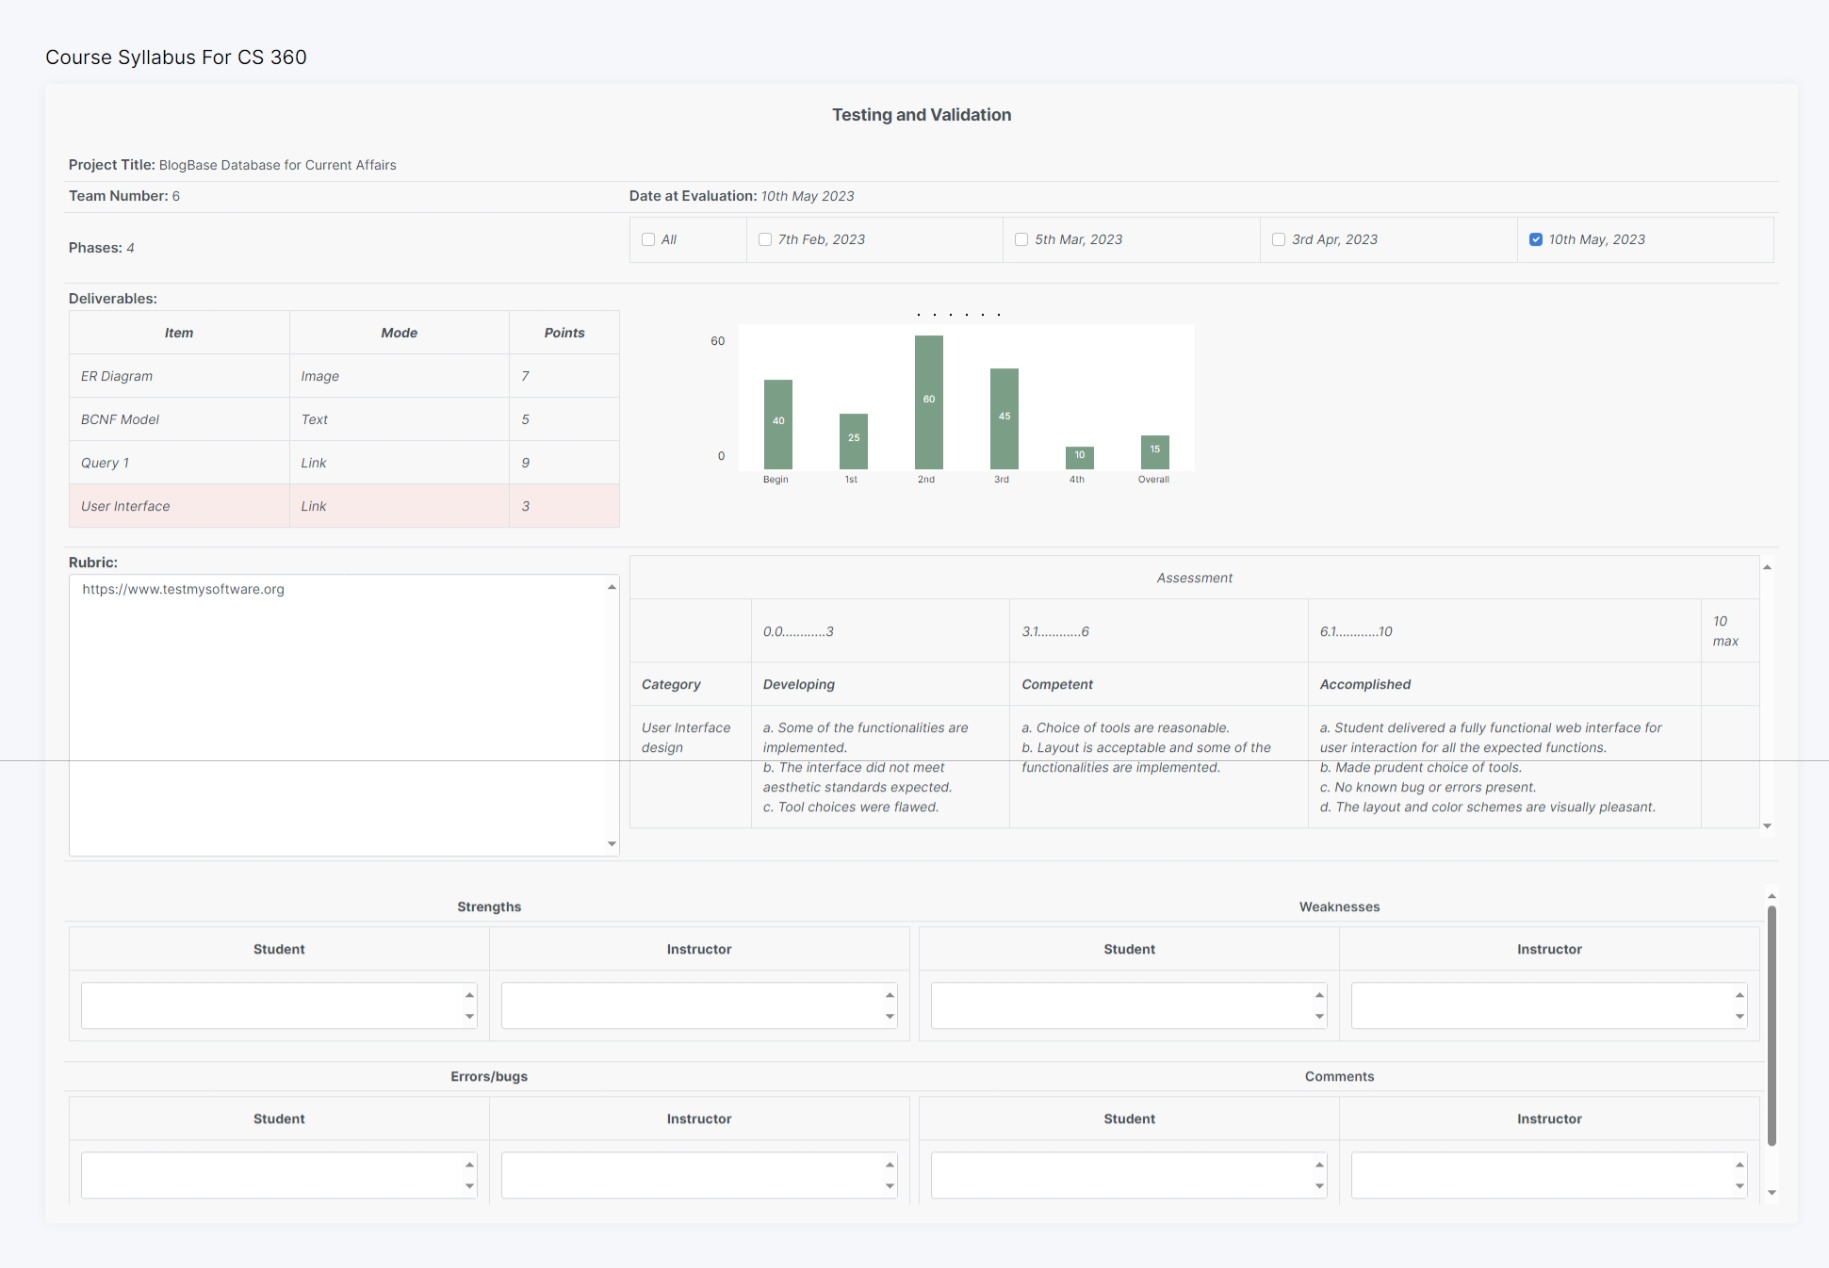 Course Syllabus For CS 360
Testing and Validation
Project Title: BlogBase Database for Current Affairs
Team Number: 6
Date at Evaluation: 10th May 2023
Phases: 4
All
7th Feb, 2023
5th Mar, 2023
3rd Apr, 2023
10th May, 2023
Deliverables:
Item Mode Points
ER Diagram Image 7
BCNF Model Text 5
Query 1 Link 9
User Interface Link 3
. . . . . .
60
0
40
25
60
45
10
15
Begin 1st 2nd 3rd 4th Overall
Rubric:
https://www.testmysoftware.org
Assessment
0.0............3
3.1............6
6.1............10
10
max
Category Developing Competent Accomplished
User Interface
design
a. Some of the functionalities are
implemented.
b. The interface did not meet
aesthetic standards expected.
c. Tool choices were flawed.
a. Choice of tools are reasonable.
b. Layout is acceptable and some of the
functionalities are implemented.
a. Student delivered a fully functional web interface for
user interaction for all the expected functions.
b. Made prudent choice of tools.
c. No known bug or errors present.
d. The layout and color schemes are visually pleasant.
Strengths
Weaknesses
Student Instructor
Student Instructor
Errors/bugs
Comments
Student Instructor
Student Instructor